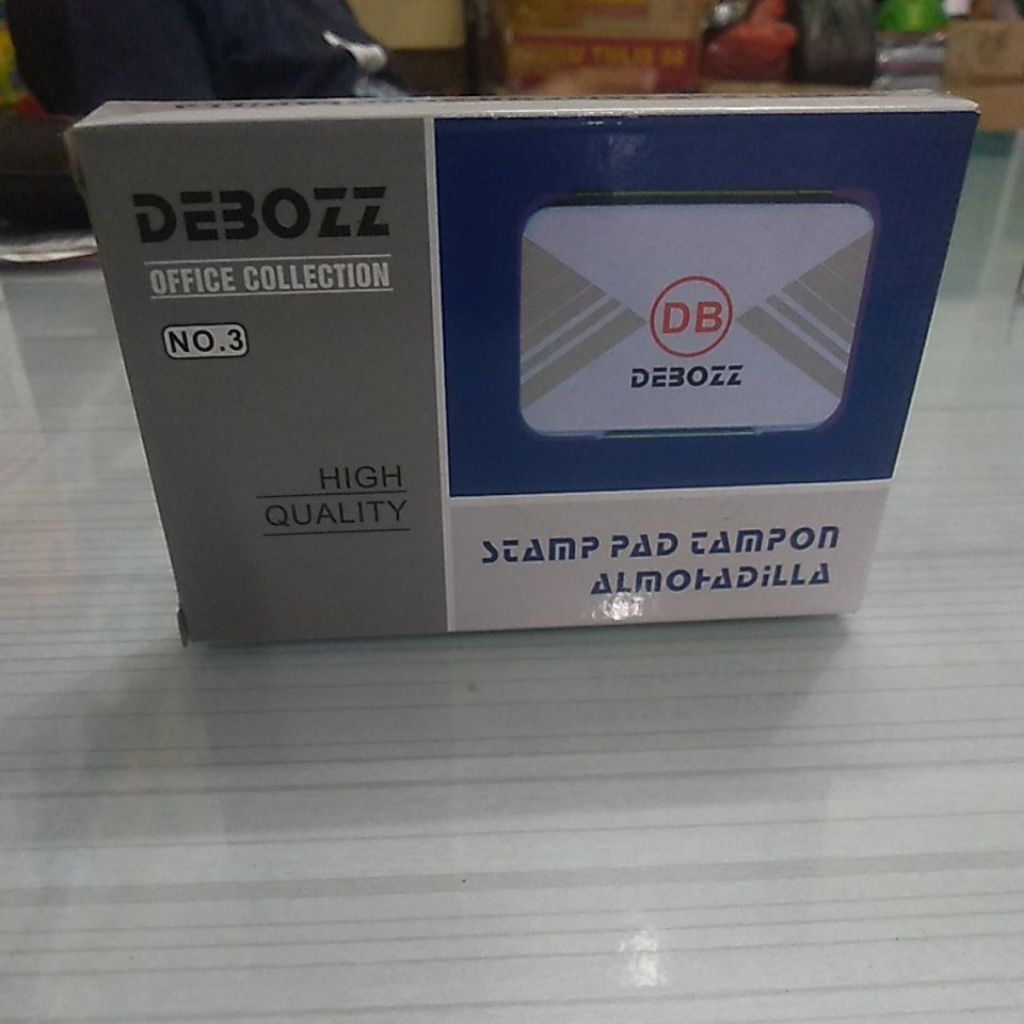 DEBOZZ
OFFICE COLLECTION
NO.3
HIGH
QUALITY
DB
DEBOZZ
STAMP PAD TAMPON
ALMOHADILLA